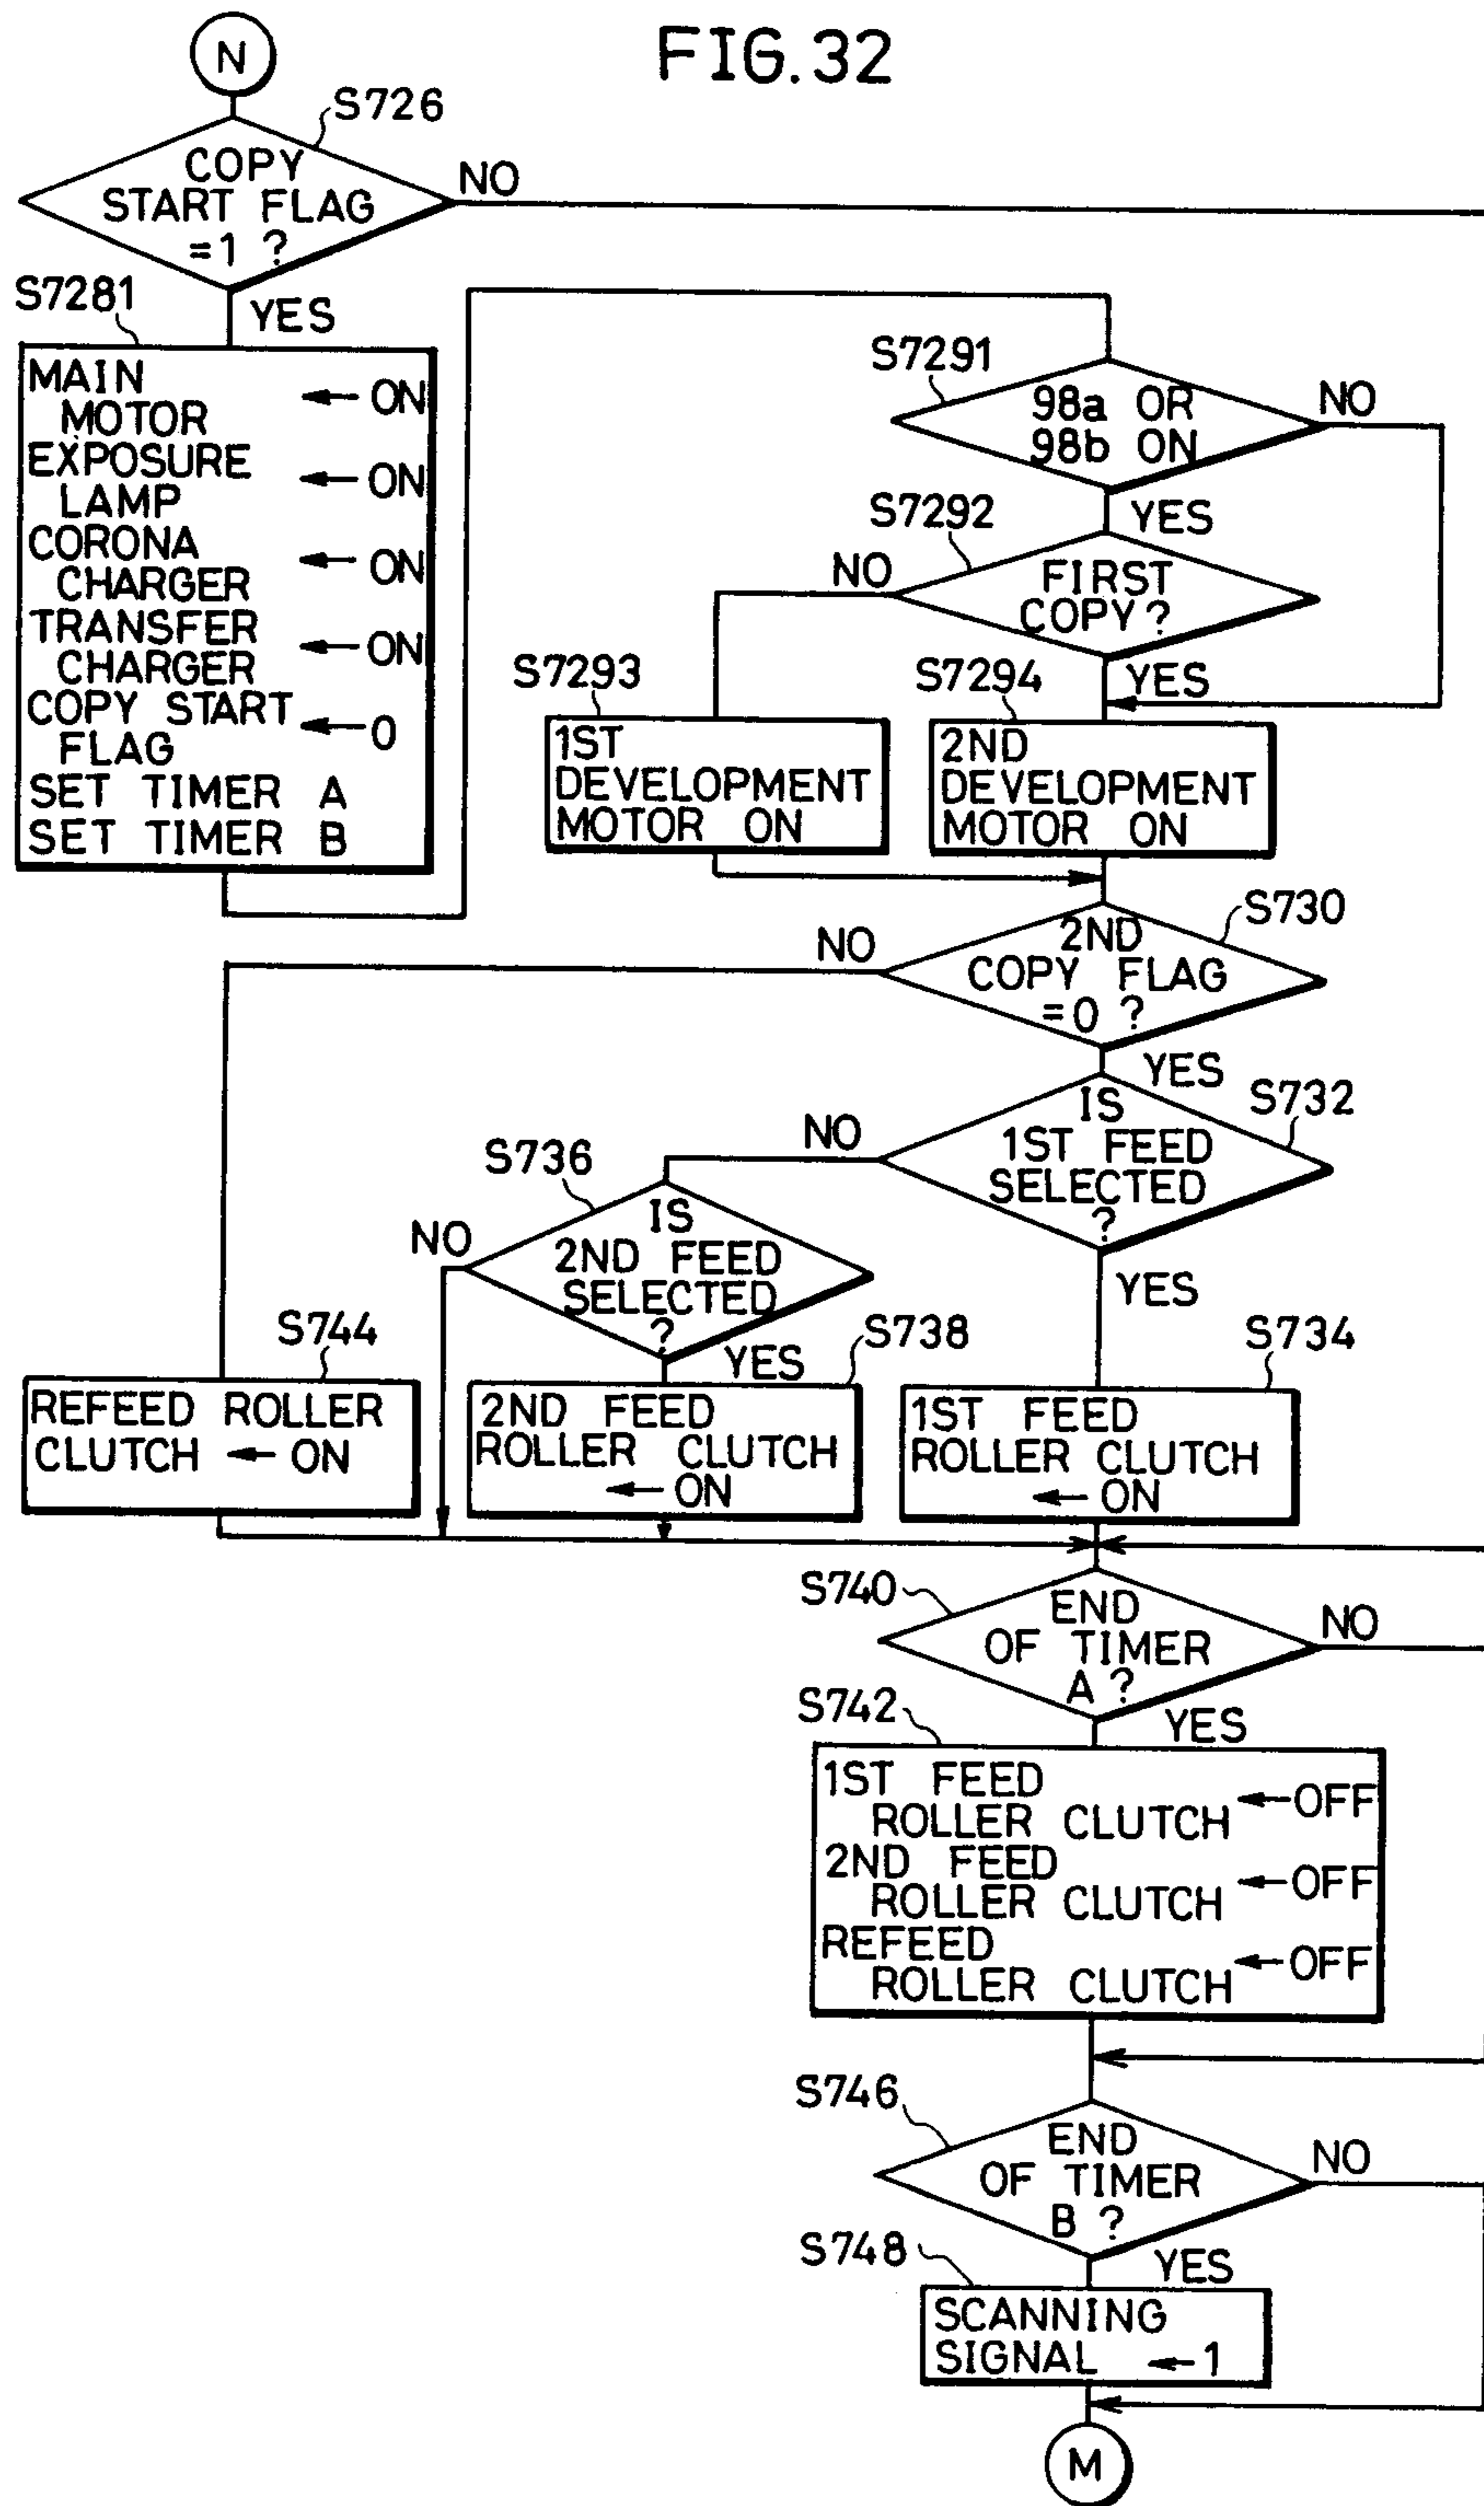 FIG.32
N
S726
COPY
START FLAG
=1 ?
NO
YES
S7281
MAIN
MOTOR ← ON
EXPOSURE
LAMP ← ON
CORONA
CHARGER ← ON
TRANSFER
CHARGER ← ON
COPY START
FLAG ← 0
SET TIMER A
SET TIMER B
S7291
98a OR
98b ON
NO
YES
S7292
FIRST
COPY?
NO
YES
S7293
1ST
DEVELOPMENT
MOTOR ON
S7294
2ND
DEVELOPMENT
MOTOR ON
S730
2ND
COPY FLAG
=0 ?
NO
YES
S732
IS
1ST FEED
SELECTED
?
NO
YES
S736
IS
2ND FEED
SELECTED
?
NO
YES
S744
REFEED ROLLER
CLUTCH ← ON
S738
2ND FEED
ROLLER CLUTCH
← ON
S734
1ST FEED
ROLLER CLUTCH
← ON
S740
END
OF TIMER
A ?
NO
YES
S742
1ST FEED
ROLLER CLUTCH ← OFF
2ND FEED
ROLLER CLUTCH ← OFF
REFEED
ROLLER CLUTCH ← OFF
S746
END
OF TIMER
B ?
NO
YES
S748
SCANNING
SIGNAL ← 1
M